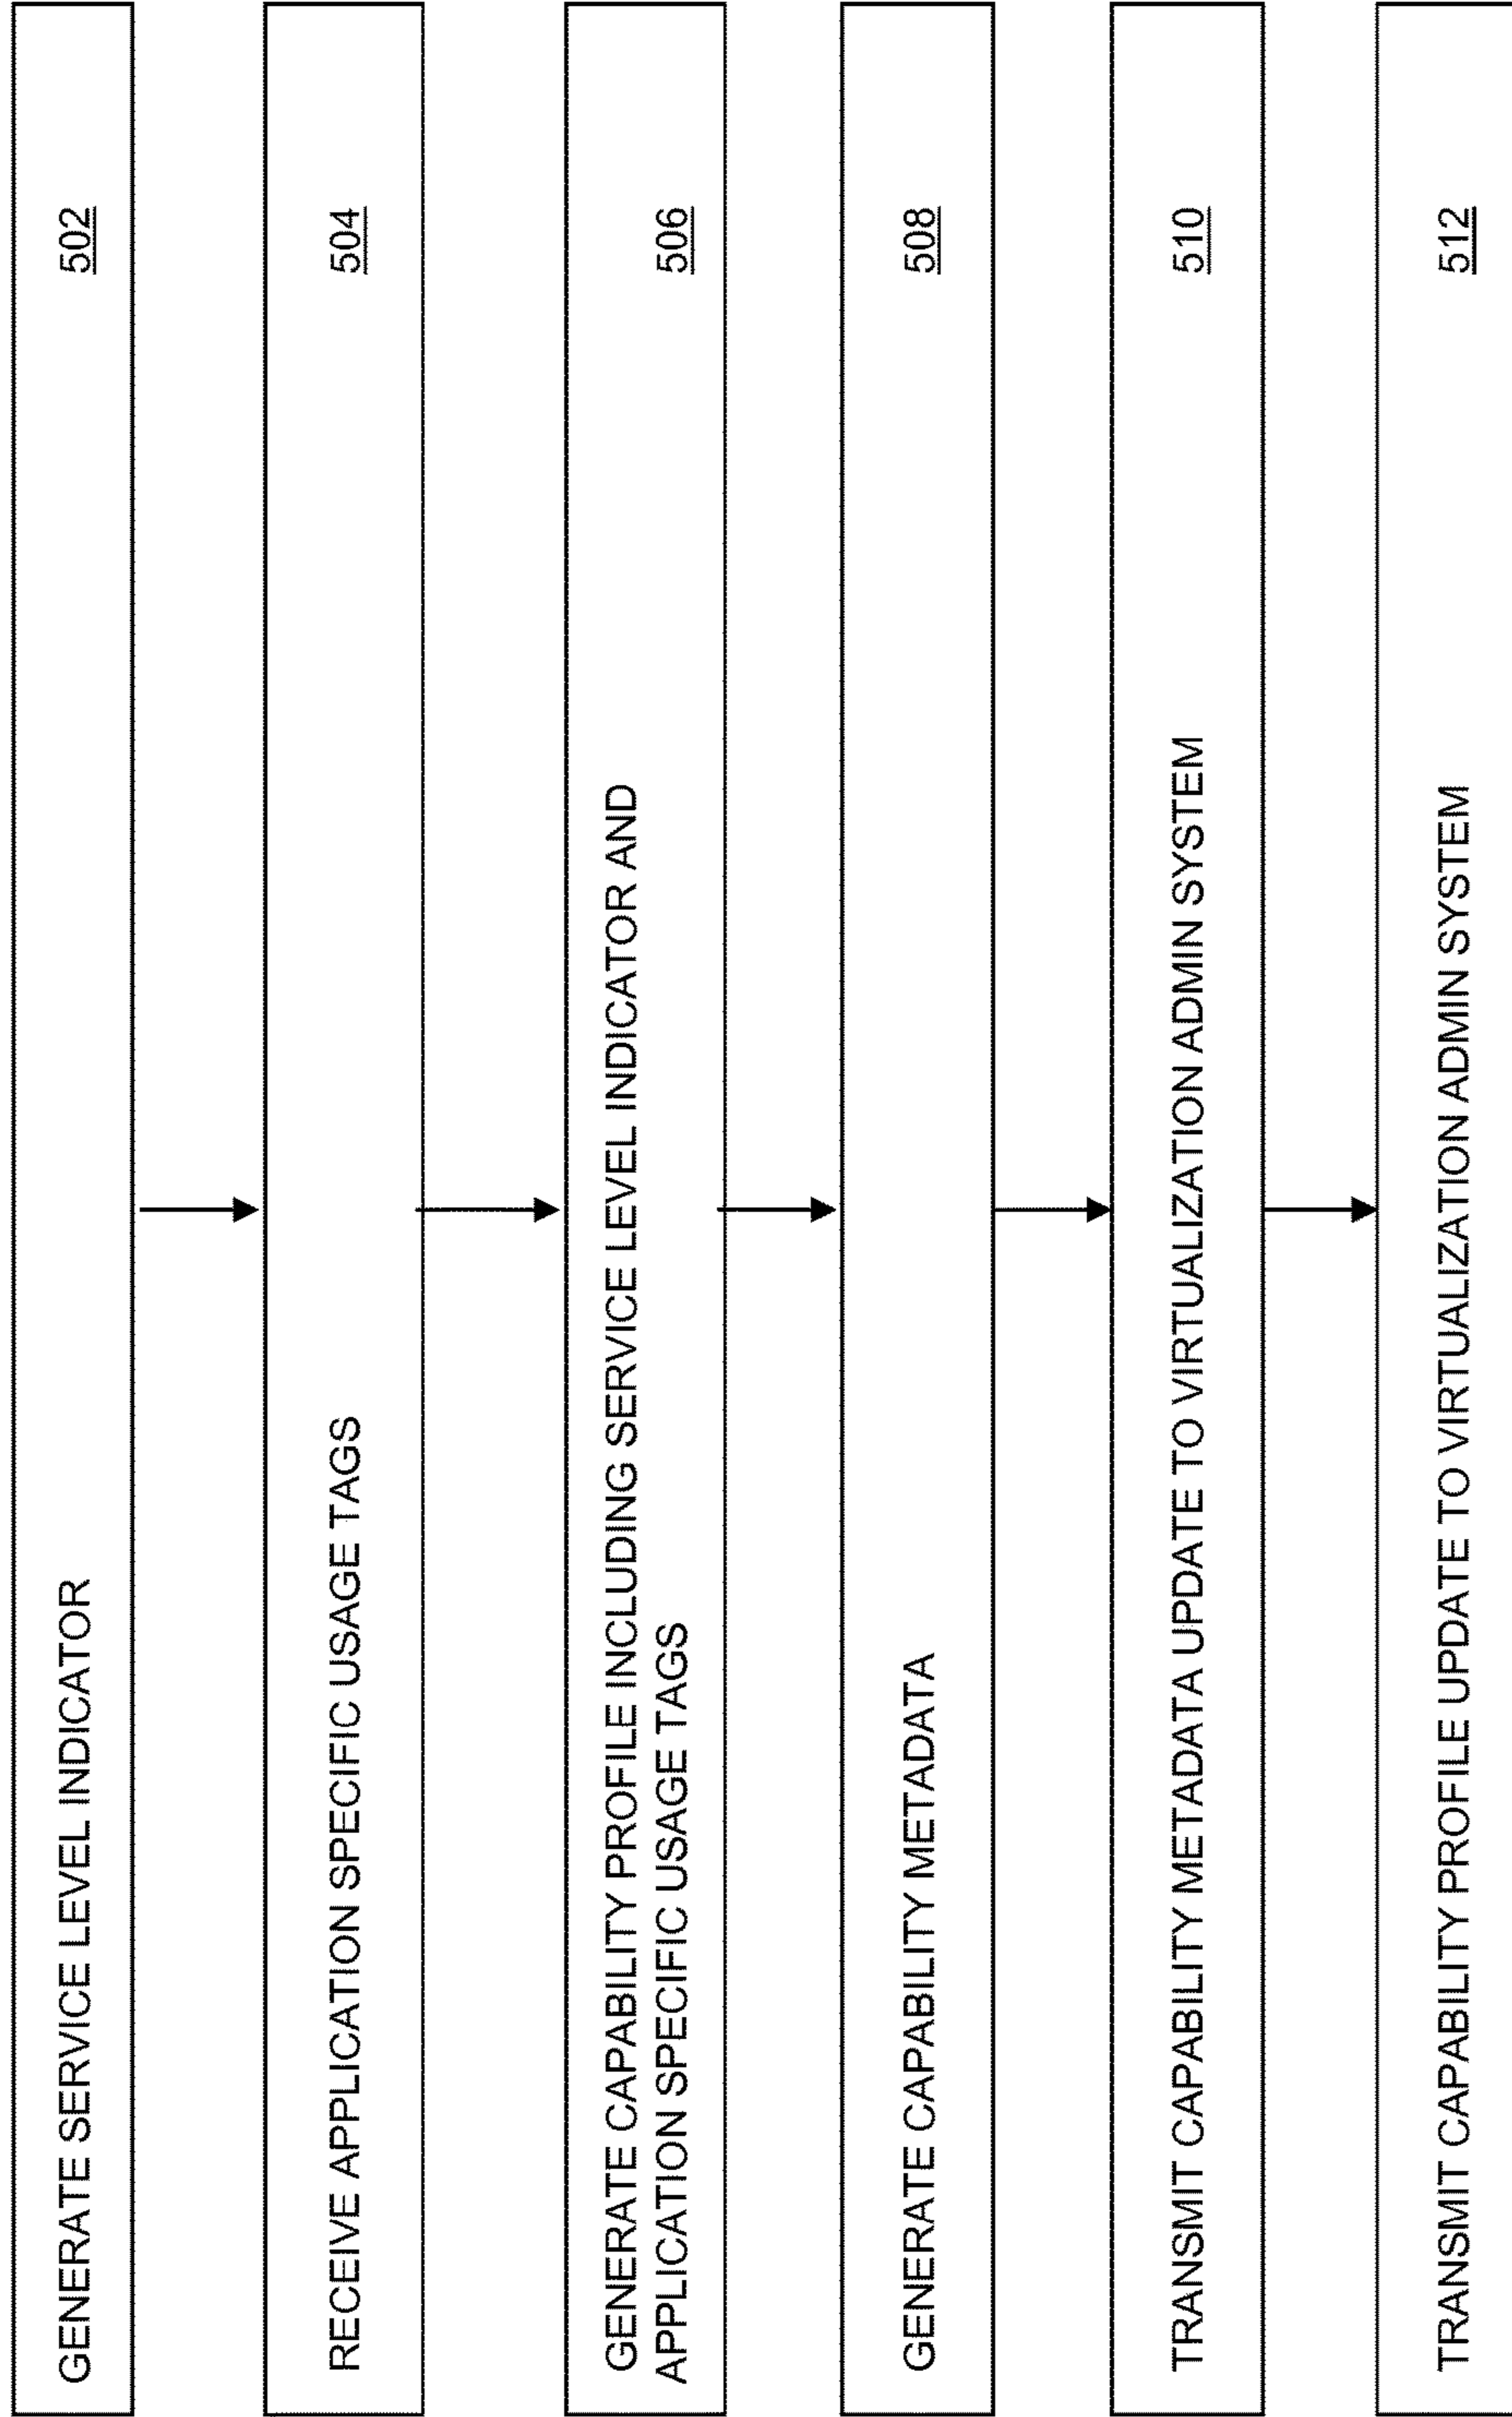 GENERATE SERVICE LEVEL INDICATOR 502
RECEIVE APPLICATION SPECIFIC USAGE TAGS 504
GENERATE CAPABILITY PROFILE INCLUDING SERVICE LEVEL INDICATOR AND
APPLICATION SPECIFIC USAGE TAGS 506
GENERATE CAPABILITY METADATA 508
TRANSMIT CAPABILITY METADATA UPDATE TO VIRTUALIZATION ADMIN SYSTEM 510
TRANSMIT CAPABILITY PROFILE UPDATE TO VIRTUALIZATION ADMIN SYSTEM 512